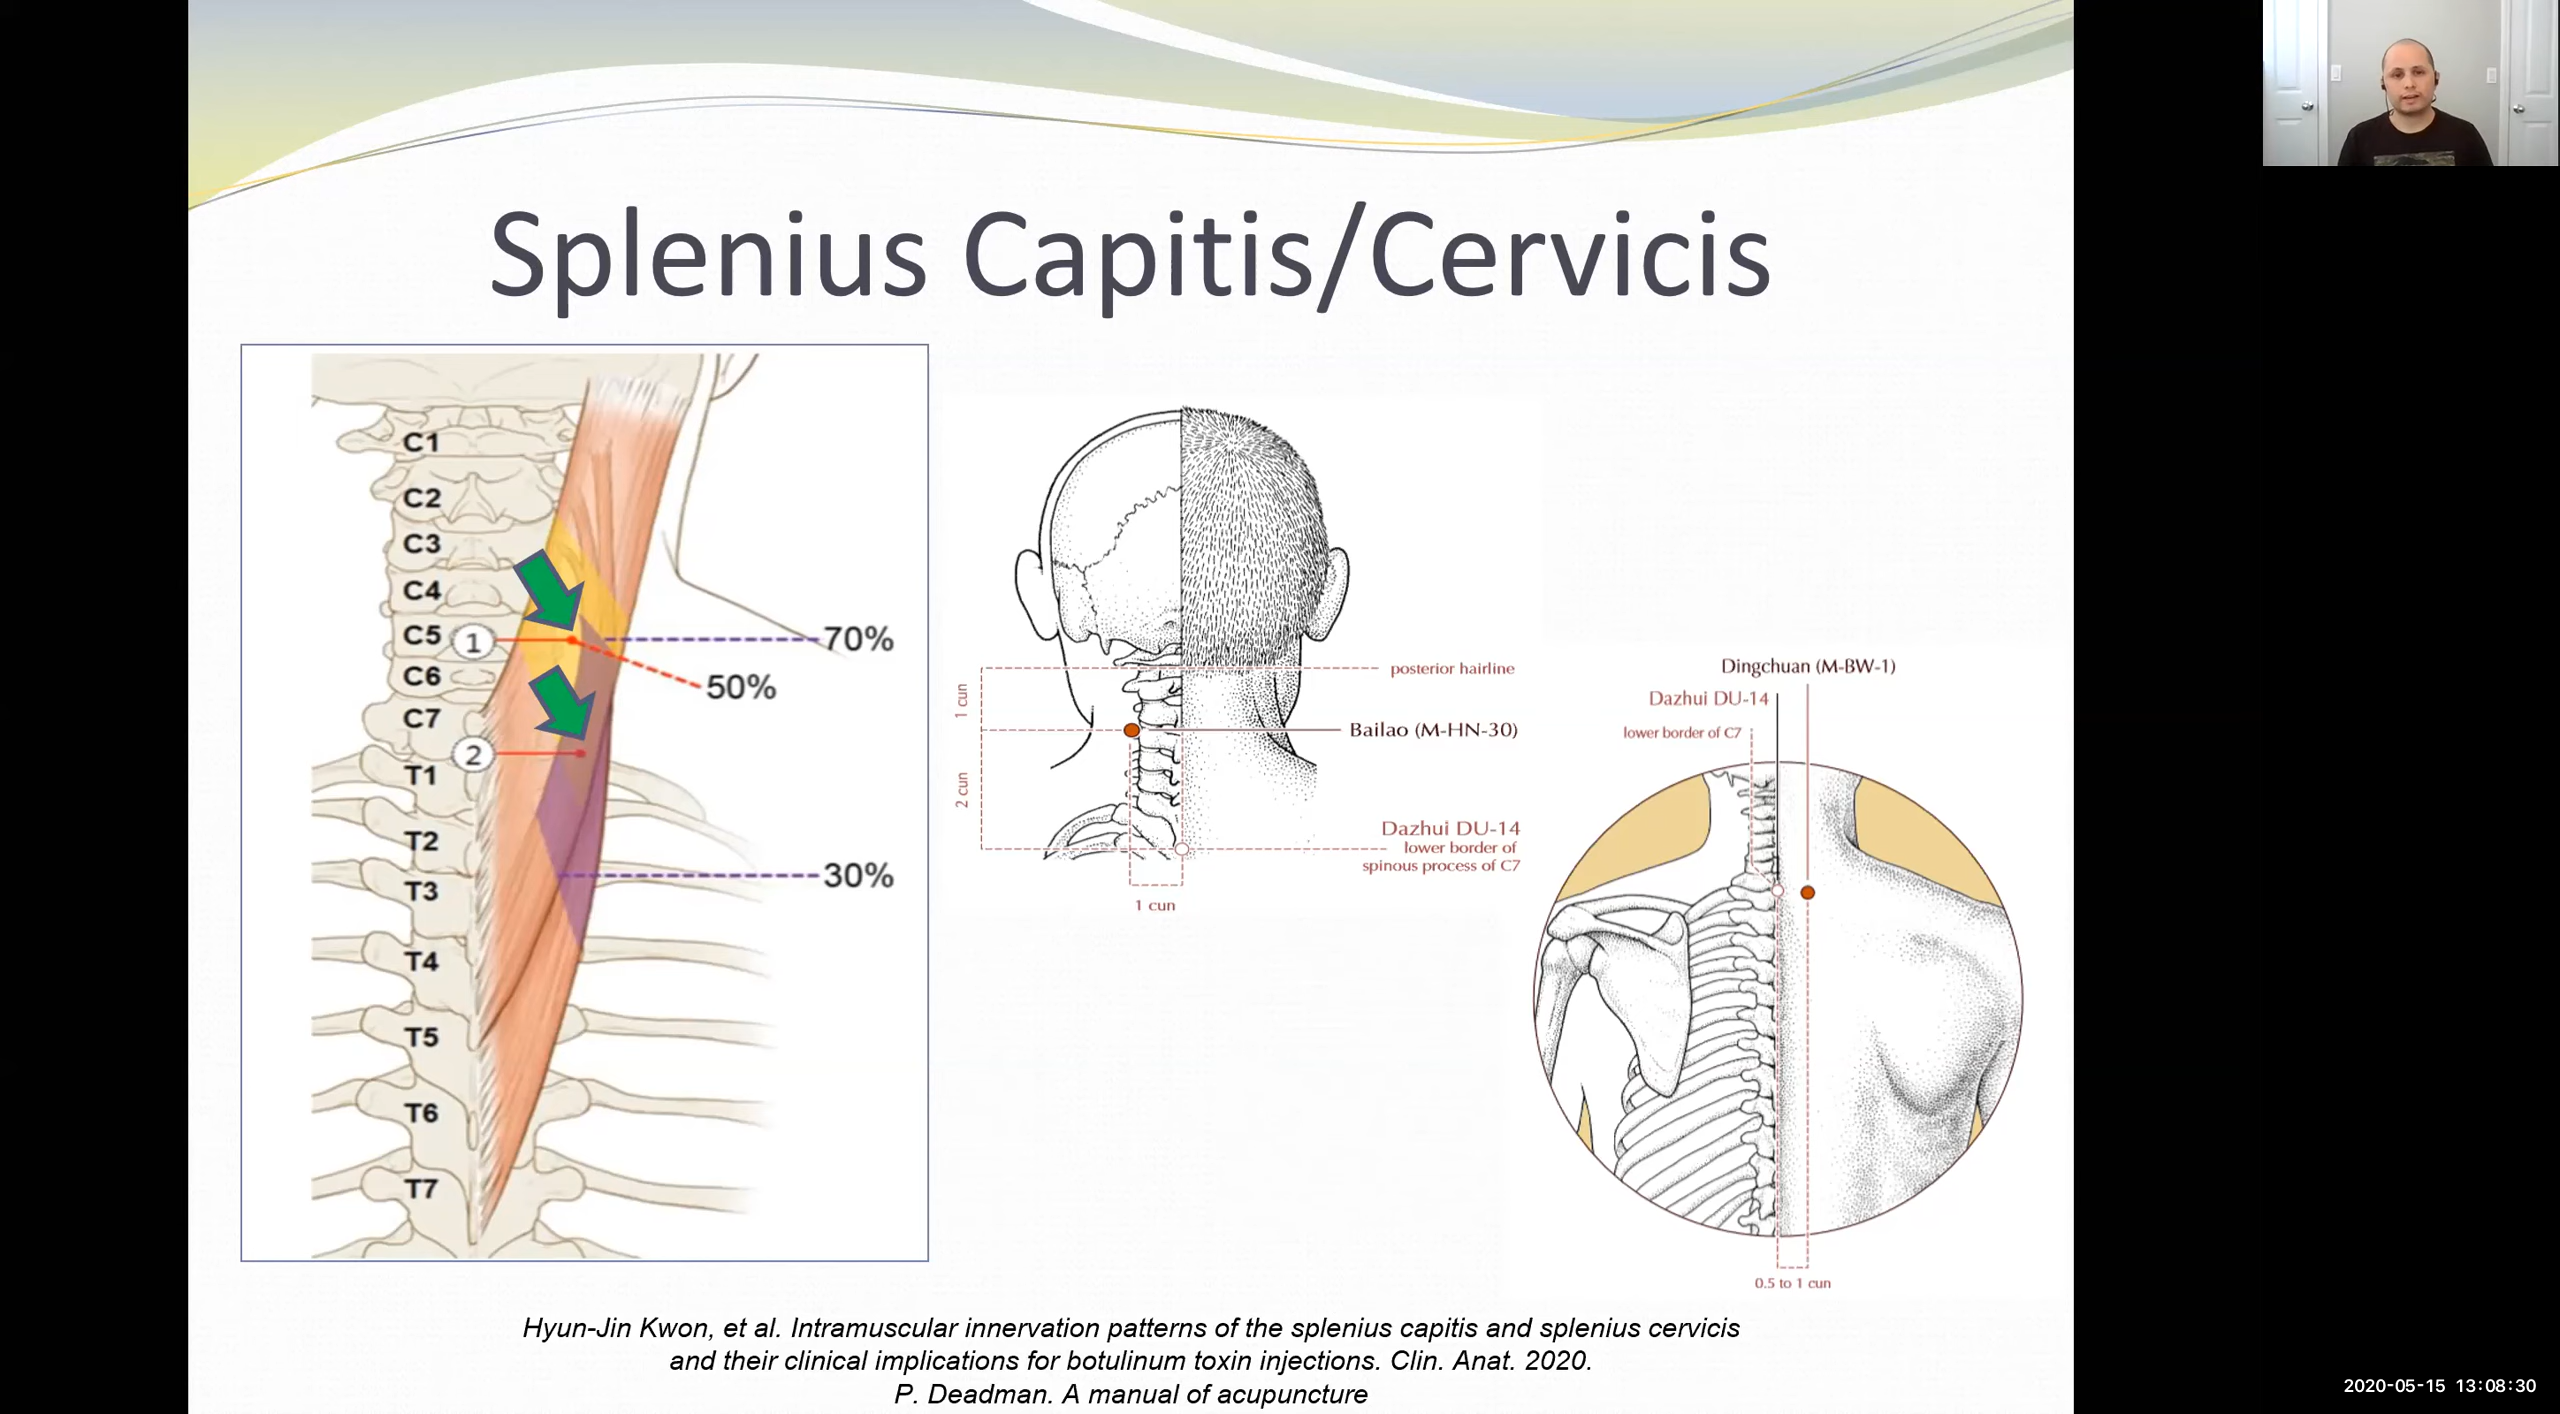 Splenius Capitis/Cervicis
C1
C2
C3
C4
C5
1
C6
C7
2
T1
T2
T3
T4
T5
T6
T7
70%
50%
30%
posterior hairline
1 cun
Bailao (M-HN-30)
2 cun
Dazhui DU-14
lower border of
spinous process of C7
1 cun
Dingchuan (M-BW-1)
Dazhui DU-14
lower border of C7
0.5 to 1 cun
Hyun-Jin Kwon, et al. Intramuscular innervation patterns of the splenius capitis and splenius cervicis
and their clinical implications for botulinum toxin injections. Clin. Anat. 2020.
P. Deadman. A manual of acupuncture
2020-05-15 13:08:30